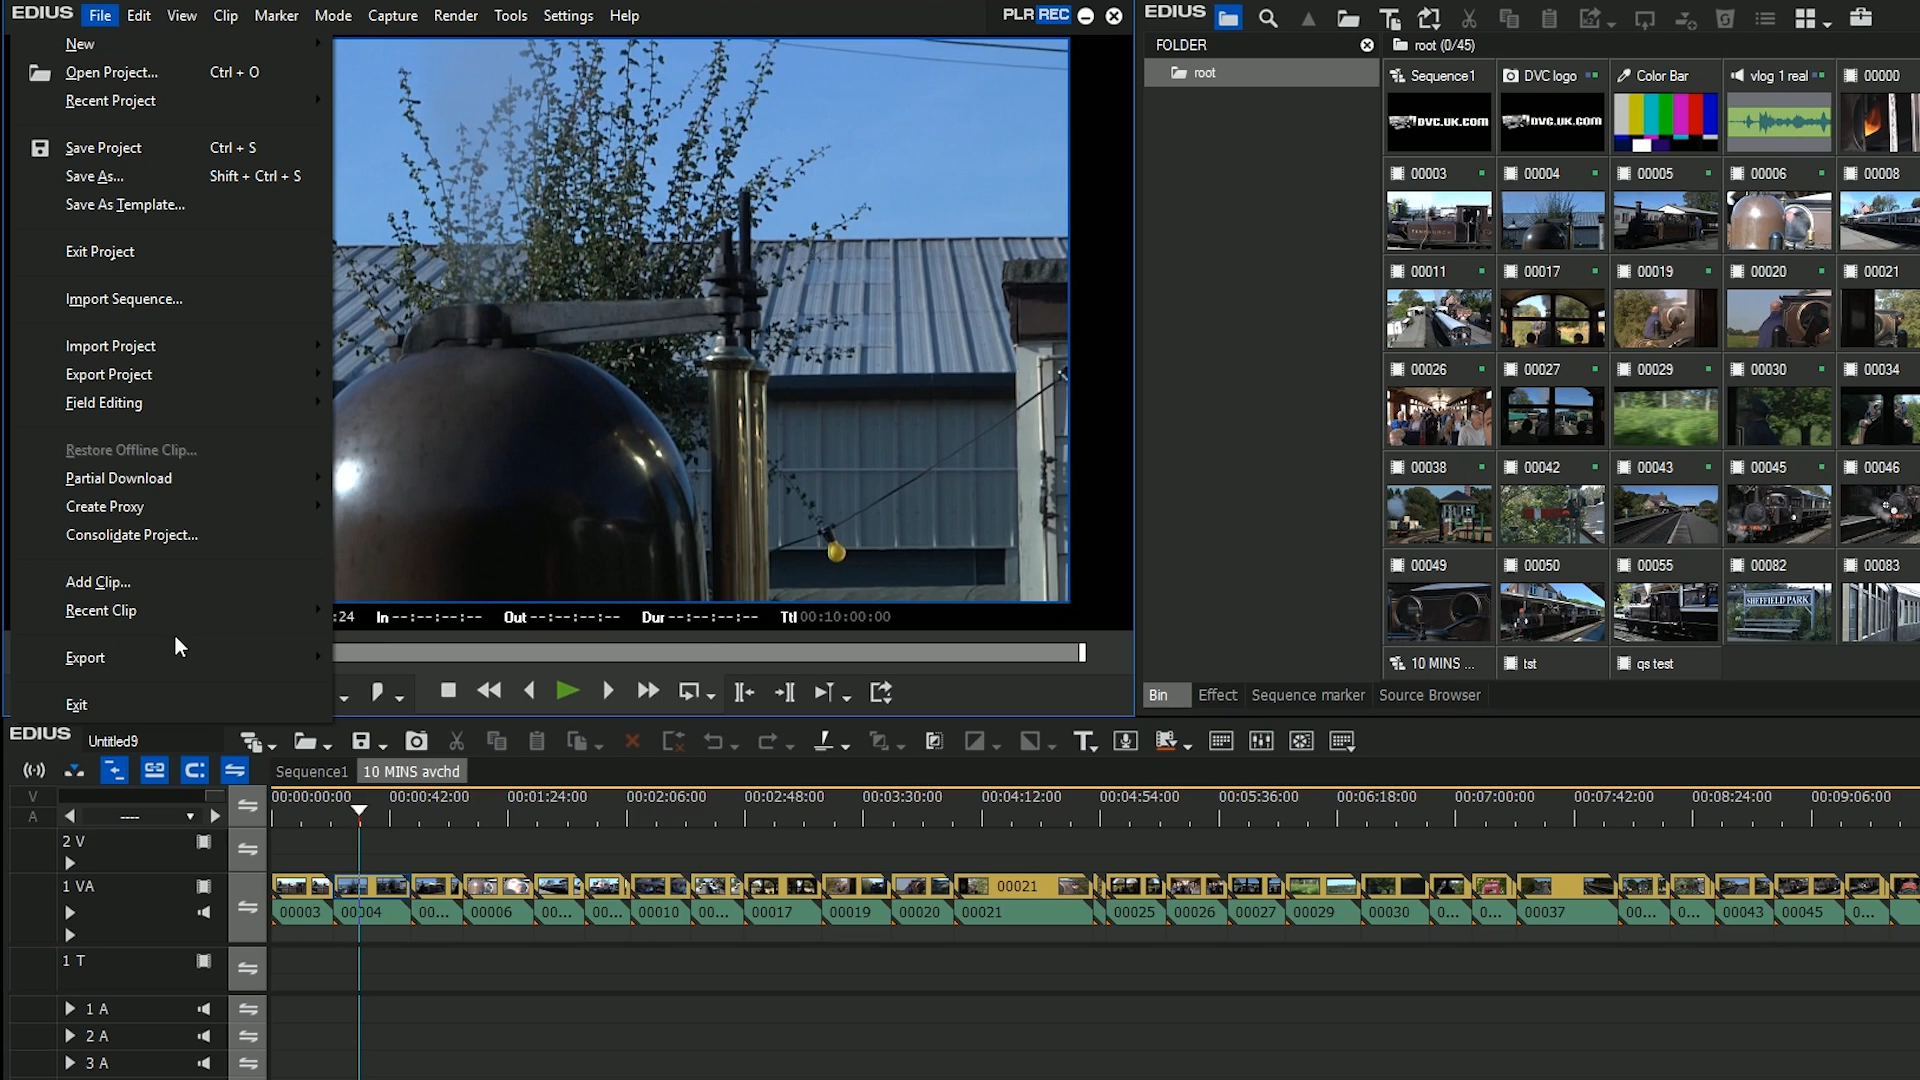 EDIUS File Edit View Clip Marker Mode Capture Render Tools Settings Help PLR REC
New
Open Project... Ctrl + O
Recent Project
Save Project Ctrl + S
Save As... Shift + Ctrl + S
Save As Template...
Exit Project
Import Sequence...
Import Project
Export Project
Field Editing
Restore Offline Clip...
Partial Download
Create Proxy
Consolidate Project...
Add Clip...
Recent Clip
Export
Exit
:24 In --:--:--:-- Out --:--:--:-- Dur --:--:--:-- Ttl 00:10:00:00
EDIUS
FOLDER root (0/45)
root
Sequence1 DVC logo Color Bar vlog 1 real 00000
DVC.UK.COM DVC.UK.COM
00003 00004 00005 00006 00008
00011 00017 00019 00020 00021
00026 00027 00029 00030 00034
00038 00042 00043 00045 00046
00049 00050 00055 00082 00083
SHEFFIELD PARK
10 MINS ... tst qs test
Bin Effect Sequence marker Source Browser
EDIUS Untitled9
Sequence1 10 MINS avchd
V 00:00:00:00 00:00:42:00 00:01:24:00 00:02:06:00 00:02:48:00 00:03:30:00 00:04:12:00 00:04:54:00 00:05:36:00 00:06:18:00 00:07:00:00 00:07:42:00 00:08:24:00 00:09:06:00
A ----
2 V
1 VA 00021
00003 00004 00... 00006 00... 00... 00010 00... 00017 00019 00020 00021 00025 00026 00027 00029 00030 0... 0... 00037 00... 0... 00043 00045 0...
1 T
1 A
2 A
3 A